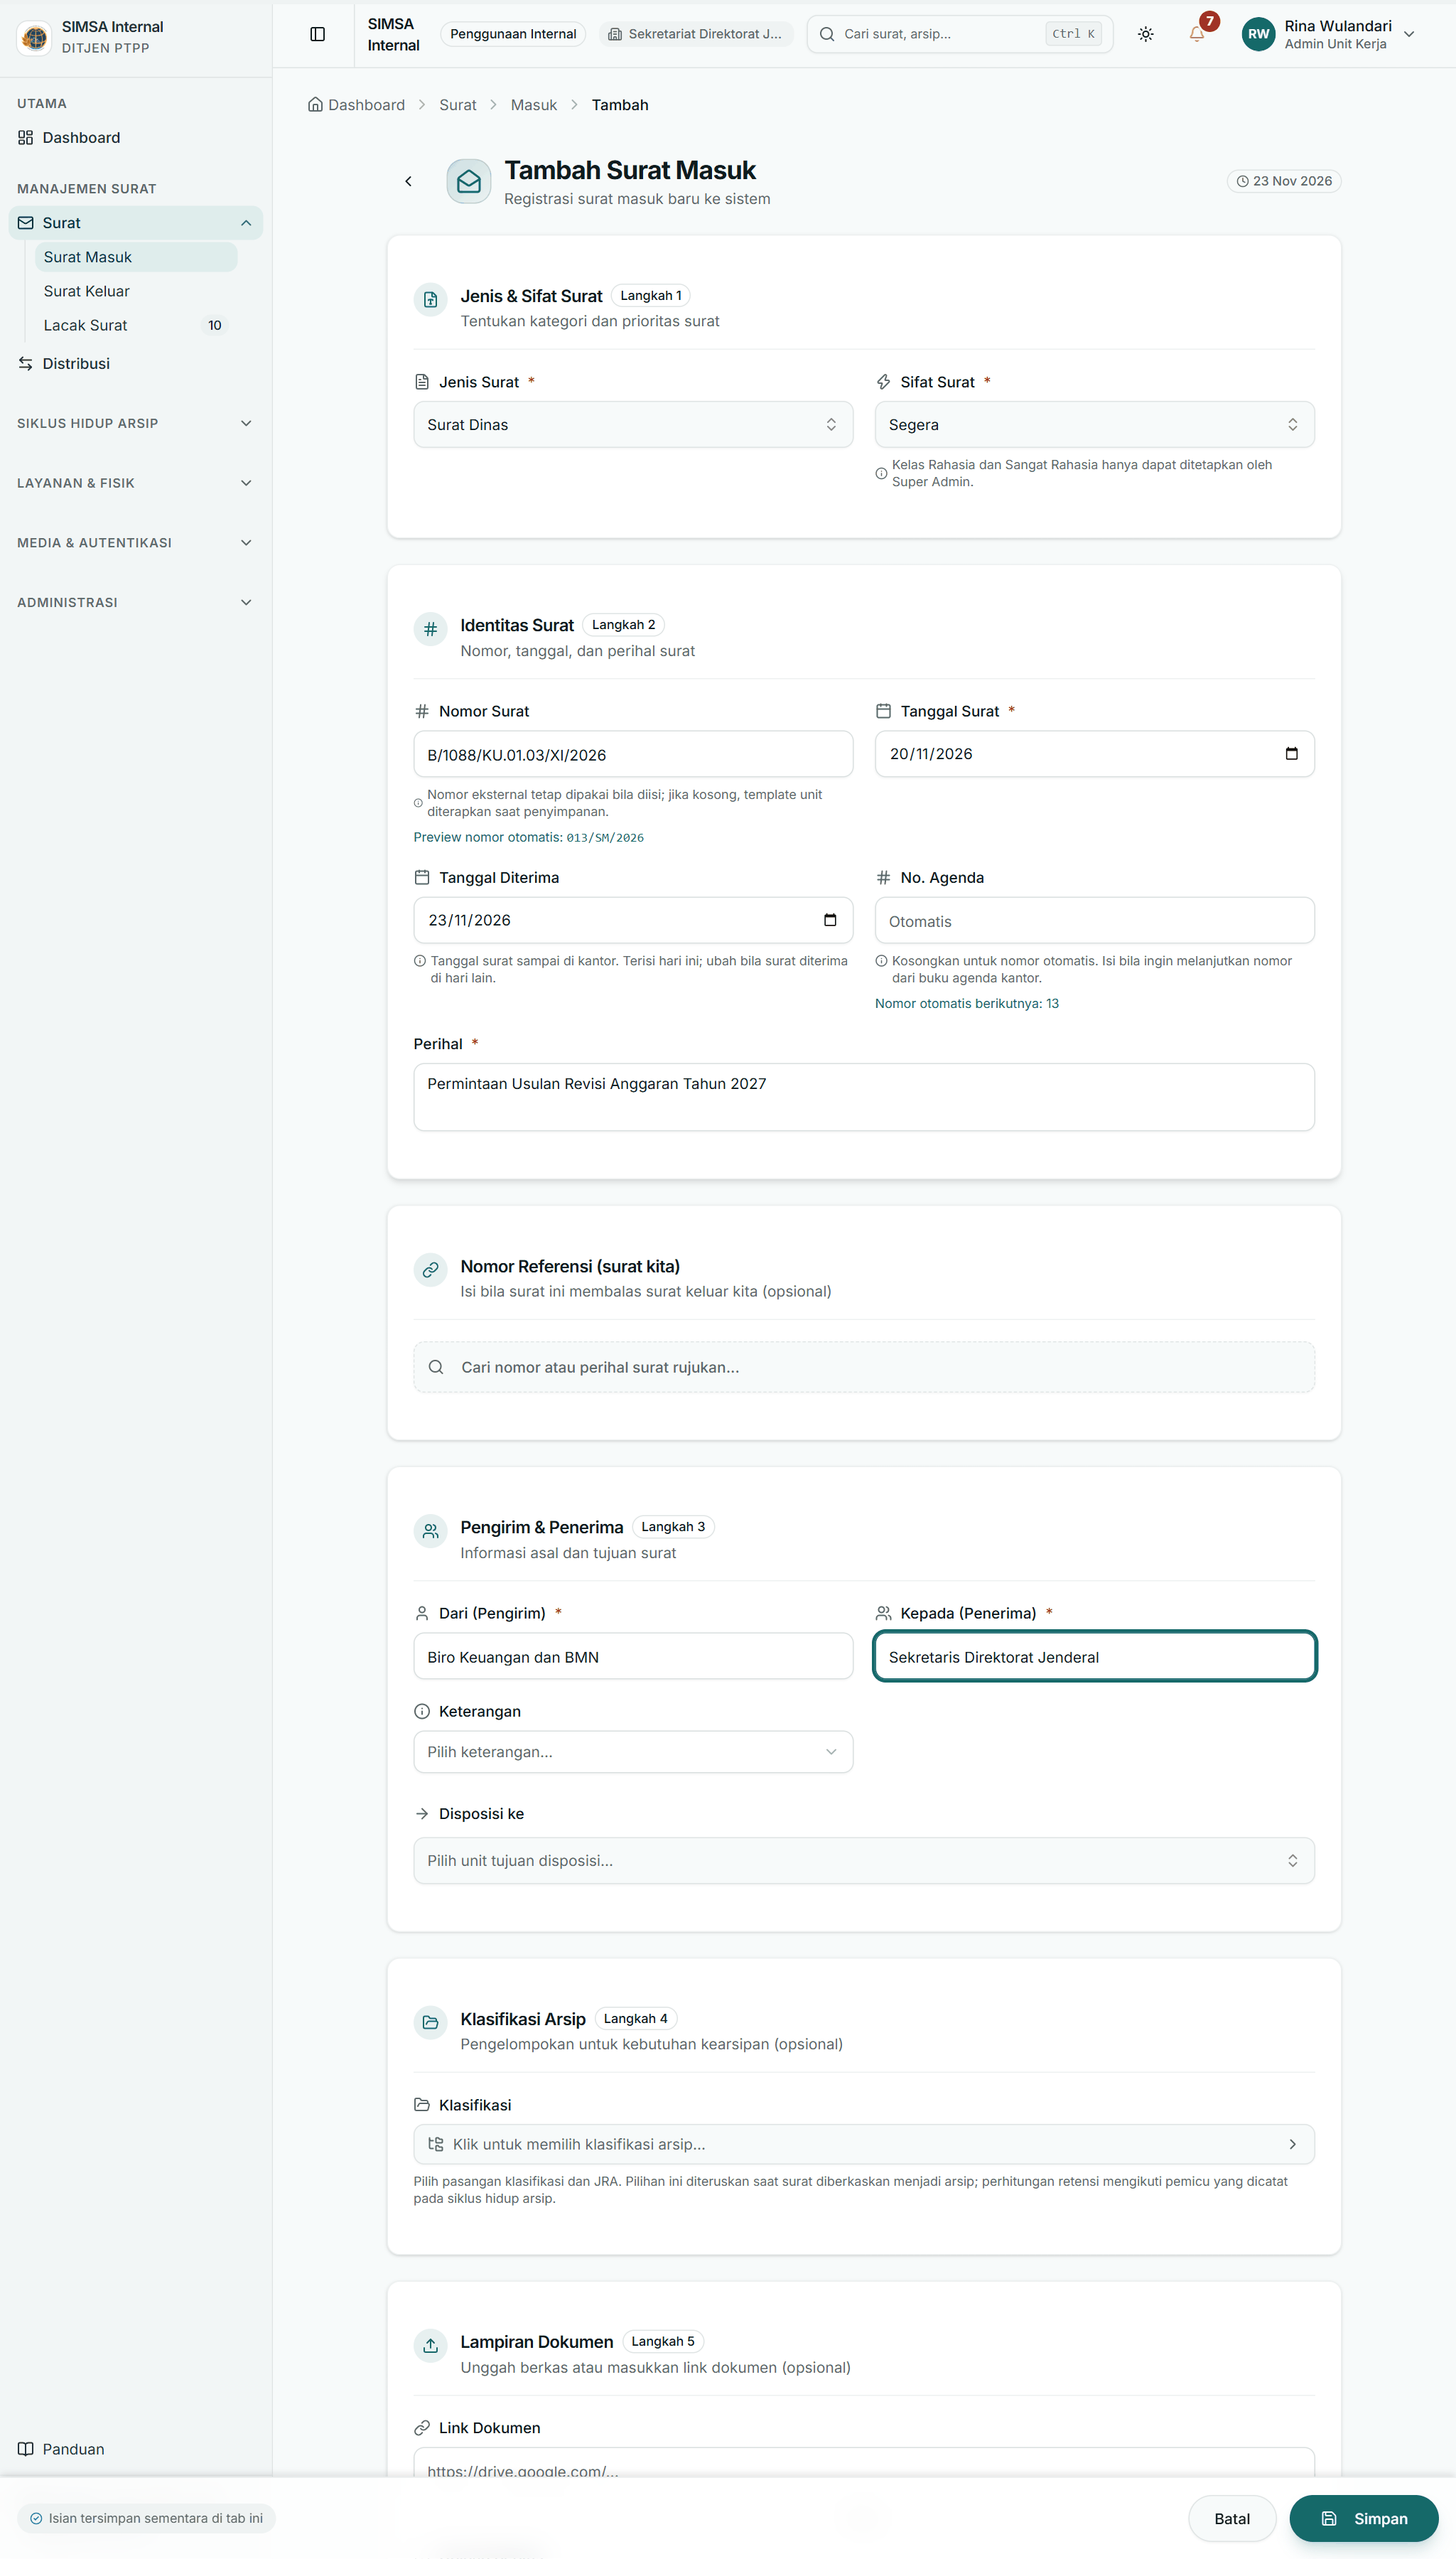 SIMSA Internal
DITJEN PTPP
UTAMA
Dashboard
MANAJEMEN SURAT
Surat
Surat Masuk
Surat Keluar
Lacak Surat 10
Distribusi
SIKLUS HIDUP ARSIP
LAYANAN & FISIK
MEDIA & AUTENTIKASI
ADMINISTRASI
Panduan
SIMSA Internal
Penggunaan Internal
Sekretariat Direktorat J...
Cari surat, arsip...
Ctrl K
7
RW
Rina Wulandari
Admin Unit Kerja
Dashboard > Surat > Masuk > Tambah
Tambah Surat Masuk
Registrasi surat masuk baru ke sistem
23 Nov 2026
Jenis & Sifat Surat Langkah 1
Tentukan kategori dan prioritas surat
Jenis Surat *
Surat Dinas
Sifat Surat *
Segera
Kelas Rahasia dan Sangat Rahasia hanya dapat ditetapkan oleh
Super Admin.
Identitas Surat Langkah 2
Nomor, tanggal, dan perihal surat
Nomor Surat
B/1088/KU.01.03/XI/2026
Nomor eksternal tetap dipakai bila diisi; jika kosong, template unit
diterapkan saat penyimpanan.
Preview nomor otomatis: 013/SM/2026
Tanggal Surat *
20/11/2026
Tanggal Diterima
23/11/2026
Tanggal surat sampai di kantor. Terisi hari ini; ubah bila surat diterima
di hari lain.
No. Agenda
Otomatis
Kosongkan untuk nomor otomatis. Isi bila ingin melanjutkan nomor
dari buku agenda kantor.
Nomor otomatis berikutnya: 13
Perihal *
Permintaan Usulan Revisi Anggaran Tahun 2027
Nomor Referensi (surat kita)
Isi bila surat ini membalas surat keluar kita (opsional)
Cari nomor atau perihal surat rujukan...
Pengirim & Penerima Langkah 3
Informasi asal dan tujuan surat
Dari (Pengirim) *
Biro Keuangan dan BMN
Kepada (Penerima) *
Sekretaris Direktorat Jenderal
Keterangan
Pilih keterangan...
Disposisi ke
Pilih unit tujuan disposisi...
Klasifikasi Arsip Langkah 4
Pengelompokan untuk kebutuhan kearsipan (opsional)
Klasifikasi
Klik untuk memilih klasifikasi arsip...
Pilih pasangan klasifikasi dan JRA. Pilihan ini diteruskan saat surat diberkaskan menjadi arsip; perhitungan retensi mengikuti pemicu yang dicatat
pada siklus hidup arsip.
Lampiran Dokumen Langkah 5
Unggah berkas atau masukkan link dokumen (opsional)
Link Dokumen
https://drive.google.com/...
Isian tersimpan sementara di tab ini
Batal
Simpan